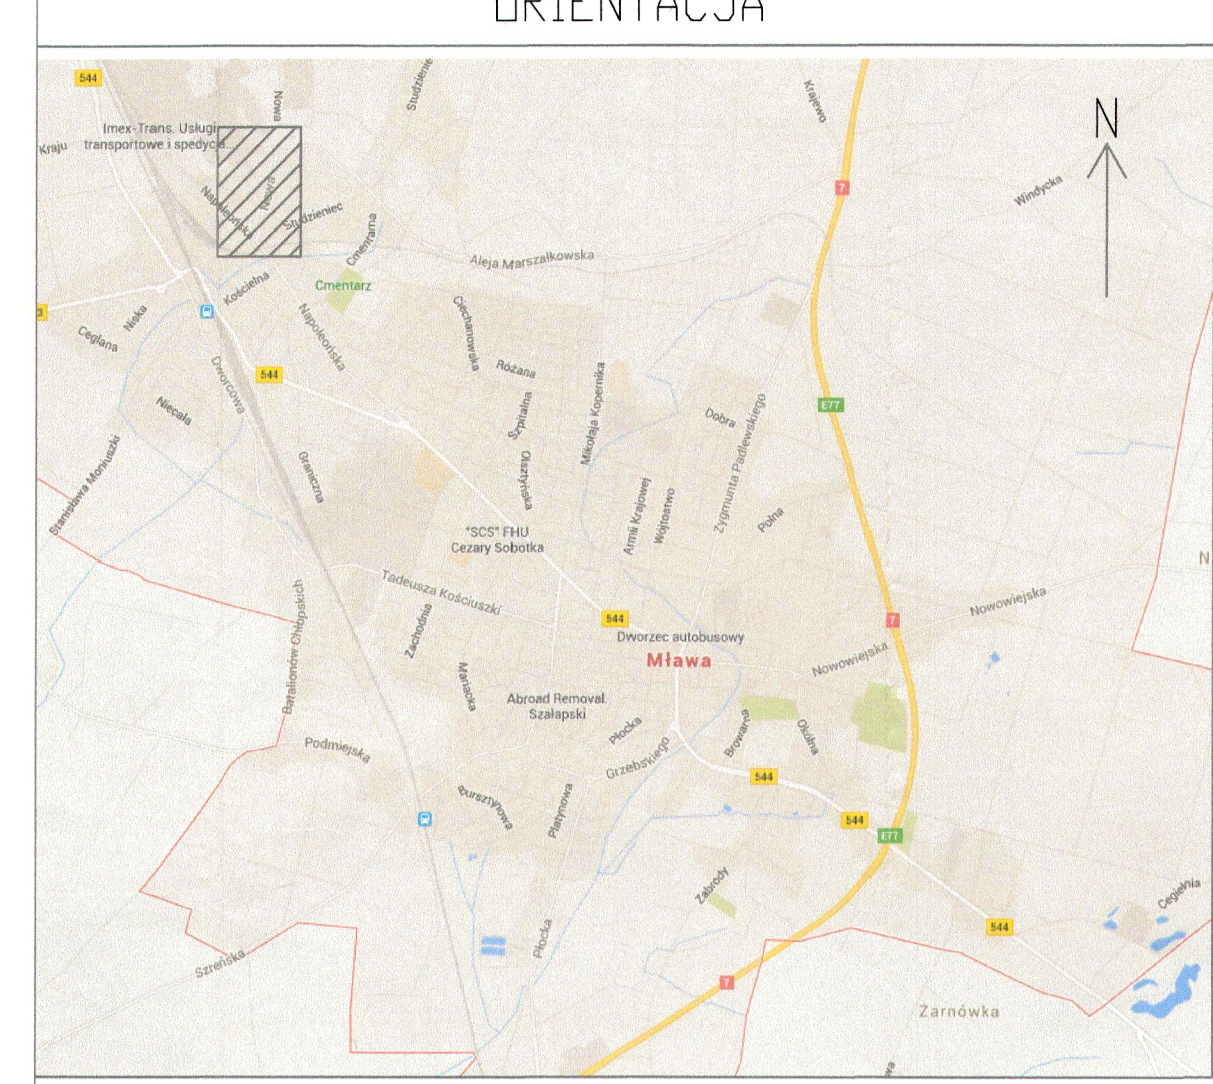 ORIENTACJA
544
Nowa
Studzienie
Krajewo
N
Imex-Trans. Usługi
transportowe i spedycja...
Kraju
7
Windycka
Napoleońska
Nowa
Studzieniec
Cmentarna
Aleja Marszałkowska
Kościelna
Cmentarz
3
Niska
Ceglana
Napoleońska
Ciechanowska
Różana
544
Dworcowa
Mikołaja Kopernika
Szpitalna
Dobra
Zygmunta Padlewskiego
E77
Niecała
Stanisława Moniuszki
Graniczna
Olsztyńska
Armii Krajowej
Wójtostwo
Polna
"SCS" FHU
Cezary Sobotka
N
Tadeusza Kościuszki
Batalionów Chłopskich
Zachodnia
544
Dworzec autobusowy
Mława
7
Nowowiejska
Nowowiejska
Mariacka
Abroad Removal.
Szałapski
Płocka
Grzebskiego
Browarna
Okólna
Podmiejska
544
Bursztynowa
Platynowa
544
E77
Zabrody
Cegielnia
544
Płocka
Szreńska
7
Żarnówka
wa